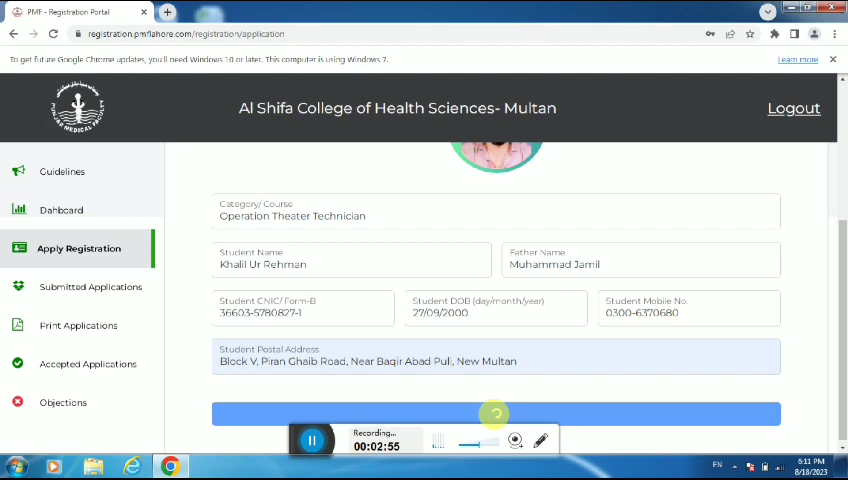 PMF - Registration Portal
registration.pmflahore.com/registration/application
To get future Google Chrome updates, you'll need Windows 10 or later. This computer is using Windows 7.
Learn more
Al Shifa College of Health Sciences- Multan
Logout
Guidelines
Dahboard
Apply Registration
Submitted Applications
Print Applications
Accepted Applications
Objections
Category/ Course
Operation Theater Technician
Student Name
Khalil Ur Rehman
Father Name
Muhammad Jamil
Student CNIC/ Form-B
36603-5780827-1
Student DOB (day/month/year)
27/09/2000
Student Mobile No.
0300-6370680
Student Postal Address
Block V, Piran Ghaib Road, Near Baqir Abad Puli, New Multan
Recording...
00:02:55
EN
6:11 PM
8/18/2023